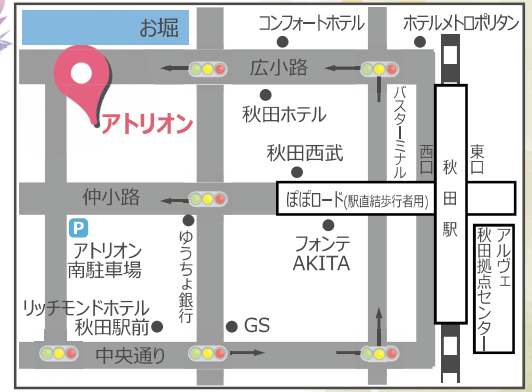 お堀
コンフォートホテル
ホテルメトロポリタン
広小路
アトリオン
秋田ホテル
バスターミナル
秋田西武
西口
秋田駅
東口
仲小路
ぽぽロード(駅直結歩行者用)
P
アトリオン
南駐車場
ゆうちょ銀行
フォンテ
AKITA
アルヴェ
秋田拠点センター
リッチモンドホテル
秋田駅前
GS
中央通り